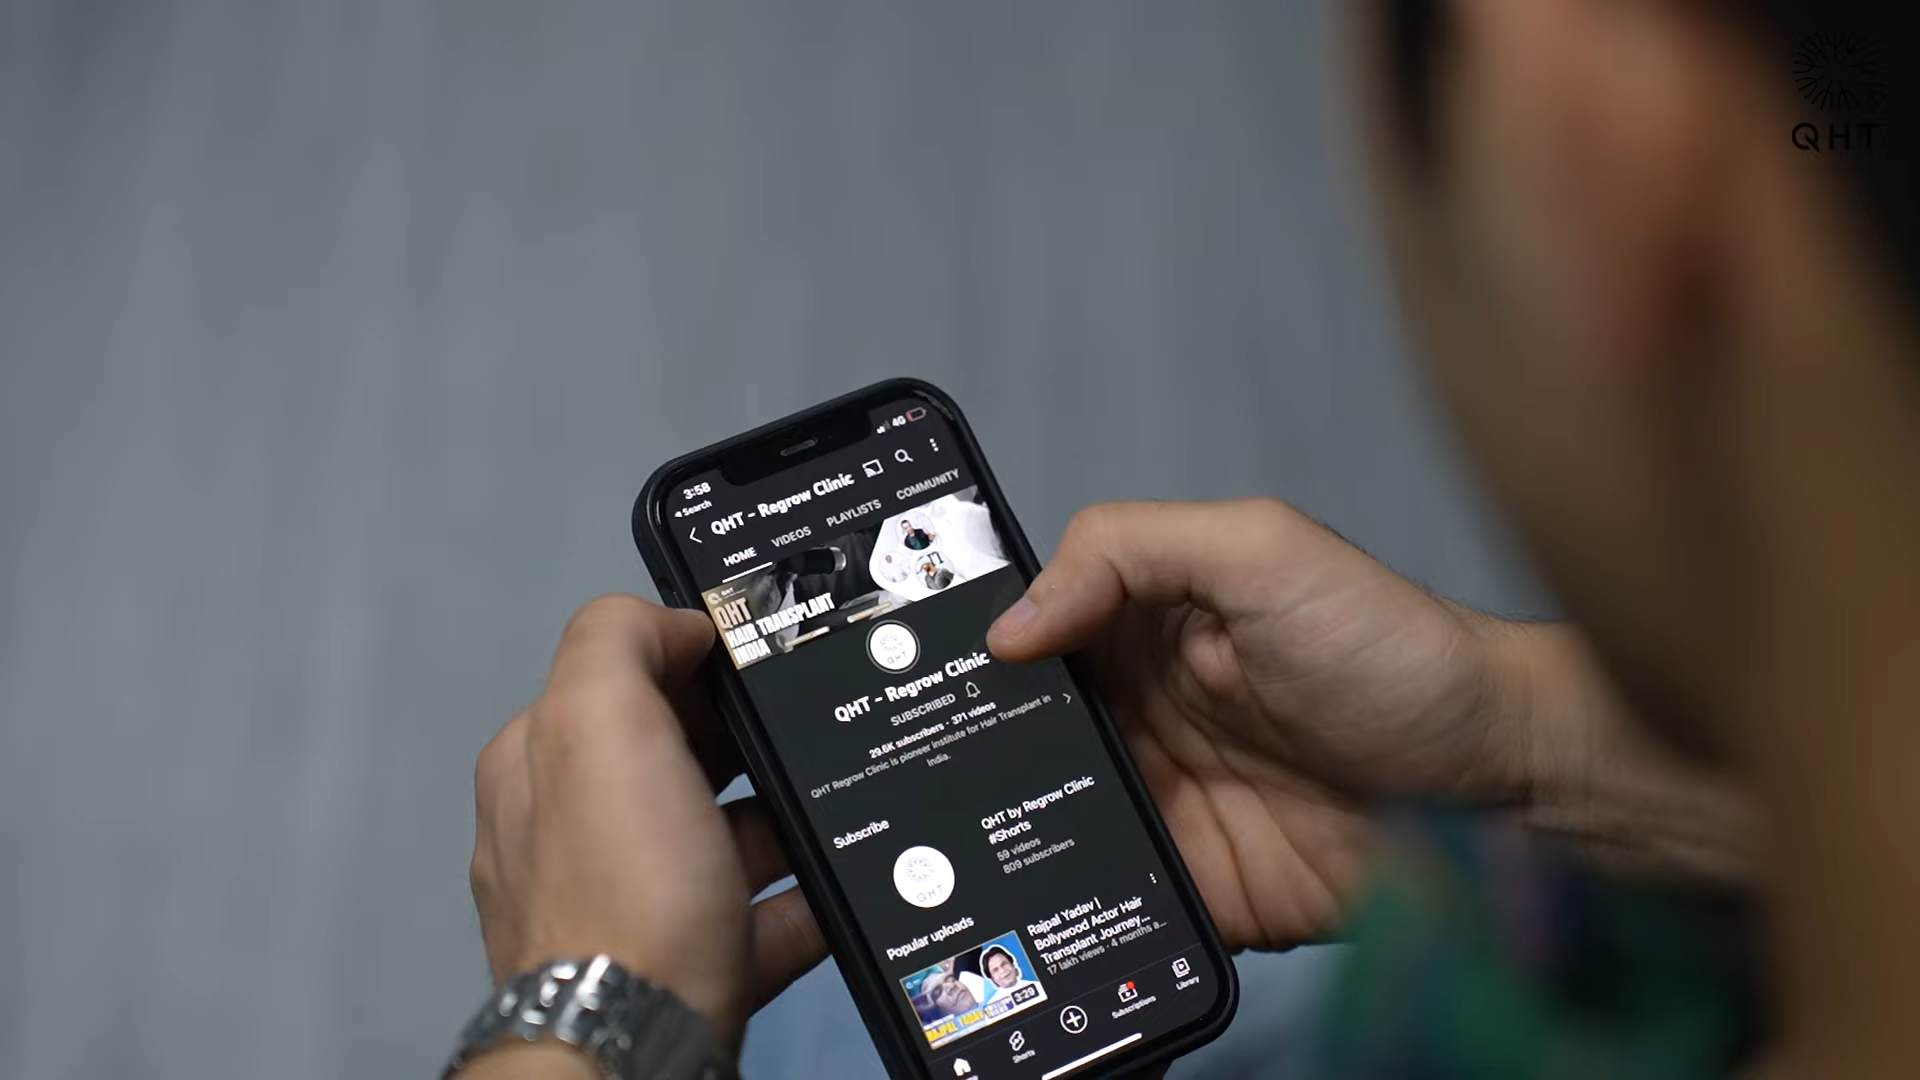 QHT
4G
3:58
Search
QHT - Regrow Clinic
HOME
VIDEOS
PLAYLISTS
COMMUNITY
QHT
HAIR TRANSPLANT
INDIA
QHT
QHT - Regrow Clinic
SUBSCRIBED
29.6K subscribers · 371 videos
QHT Regrow Clinic is pioneer institute for Hair Transplant in
India.
Subscribe
QHT
QHT by Regrow Clinic
#Shorts
59 videos
809 subscribers
Popular uploads
Rajpal Yadav |
Bollywood Actor Hair
Transplant Journey...
17 lakh views · 4 months a...
RAJPAL YADAV
3:29
Shorts
Subscriptions
Library